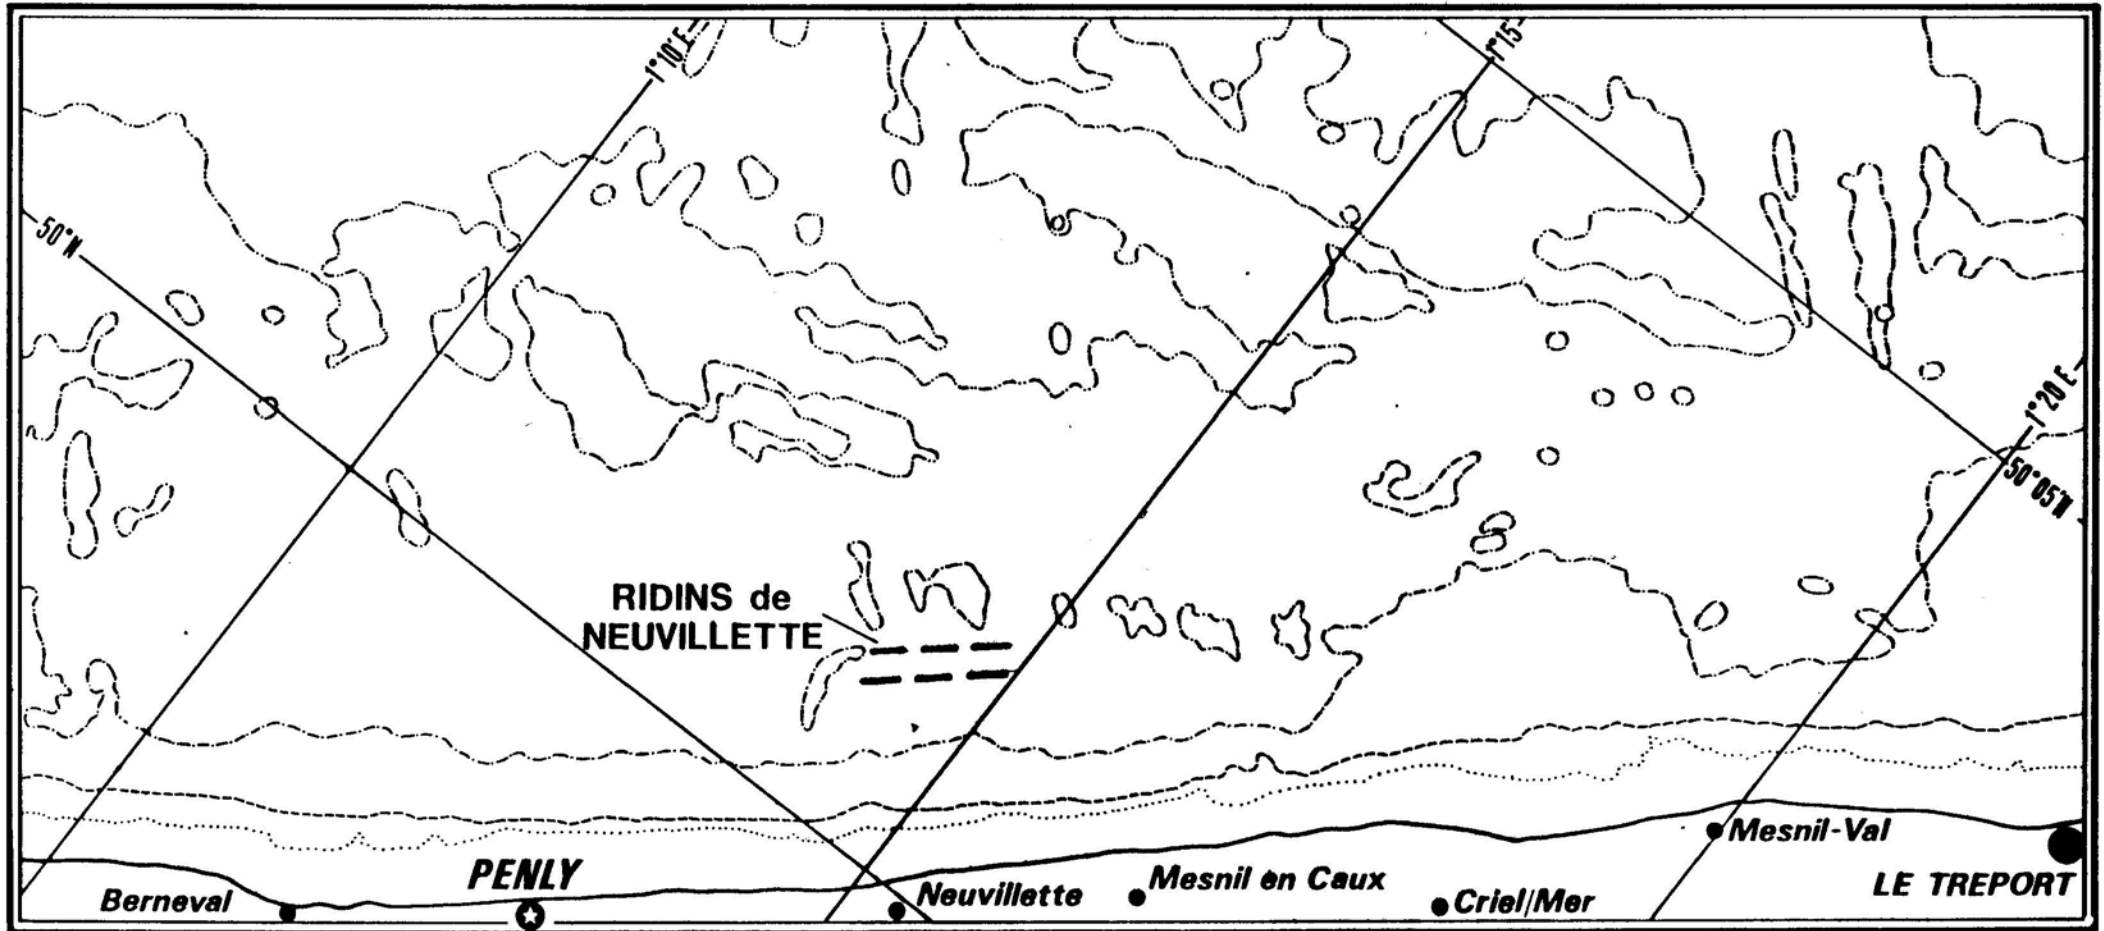 1°10'E
1°15'
50°N
1°20'E
50°05'N
RIDINS de
NEUVILLETTE
Mesnil-Val
PENLY
Mesnil en Caux
LE TREPORT
Berneval
Neuvillette
Criel/Mer